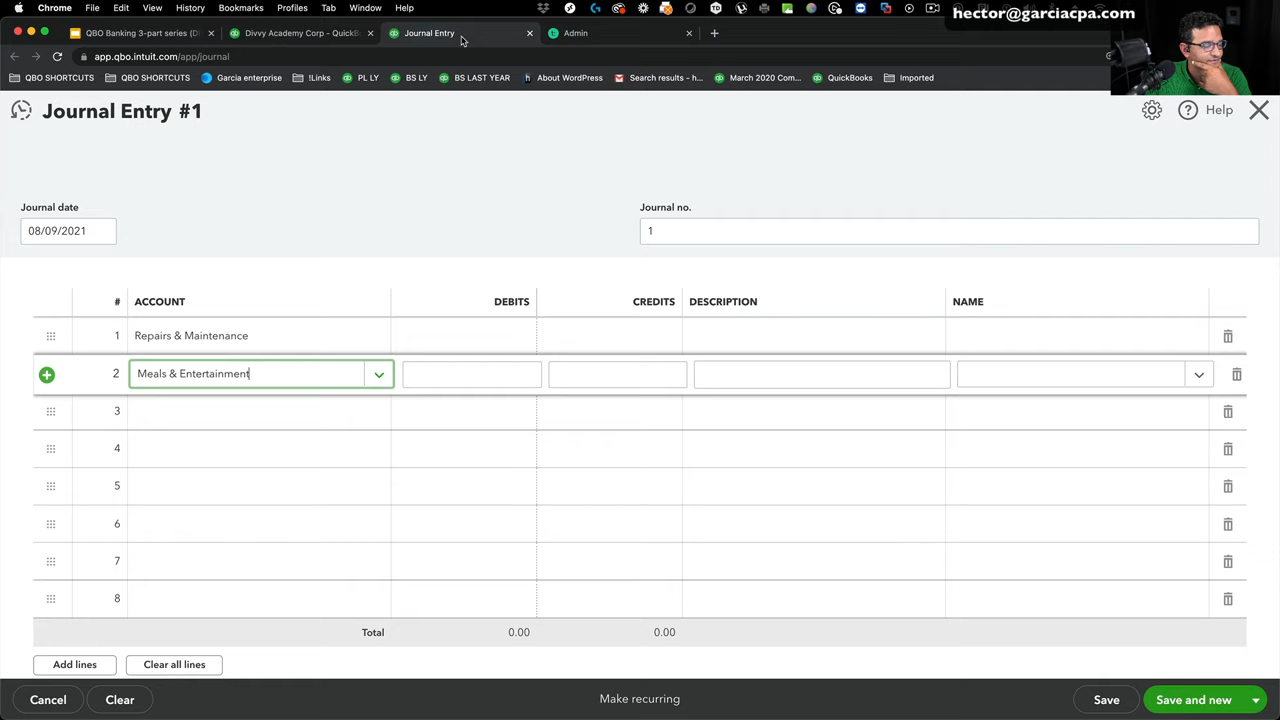 Chrome File Edit View History Bookmarks Profiles Tab Window Help
hector@garciacpa.com
QBO Banking 3-part series (DI
Divvy Academy Corp - QuickBo
Journal Entry
Admin
app.qbo.intuit.com/app/journal
QBO SHORTCUTS QBO SHORTCUTS Garcia enterprise !Links PL LY BS LY BS LAST YEAR About WordPress Search results - h... March 2020 Com... QuickBooks Imported
Journal Entry #1
Help
Journal date
Journal no.
08/09/2021
1
# ACCOUNT DEBITS CREDITS DESCRIPTION NAME
1 Repairs & Maintenance
2 Meals & Entertainment
3
4
5
6
7
8
Total 0.00 0.00
Add lines Clear all lines
Cancel Clear Make recurring Save Save and new